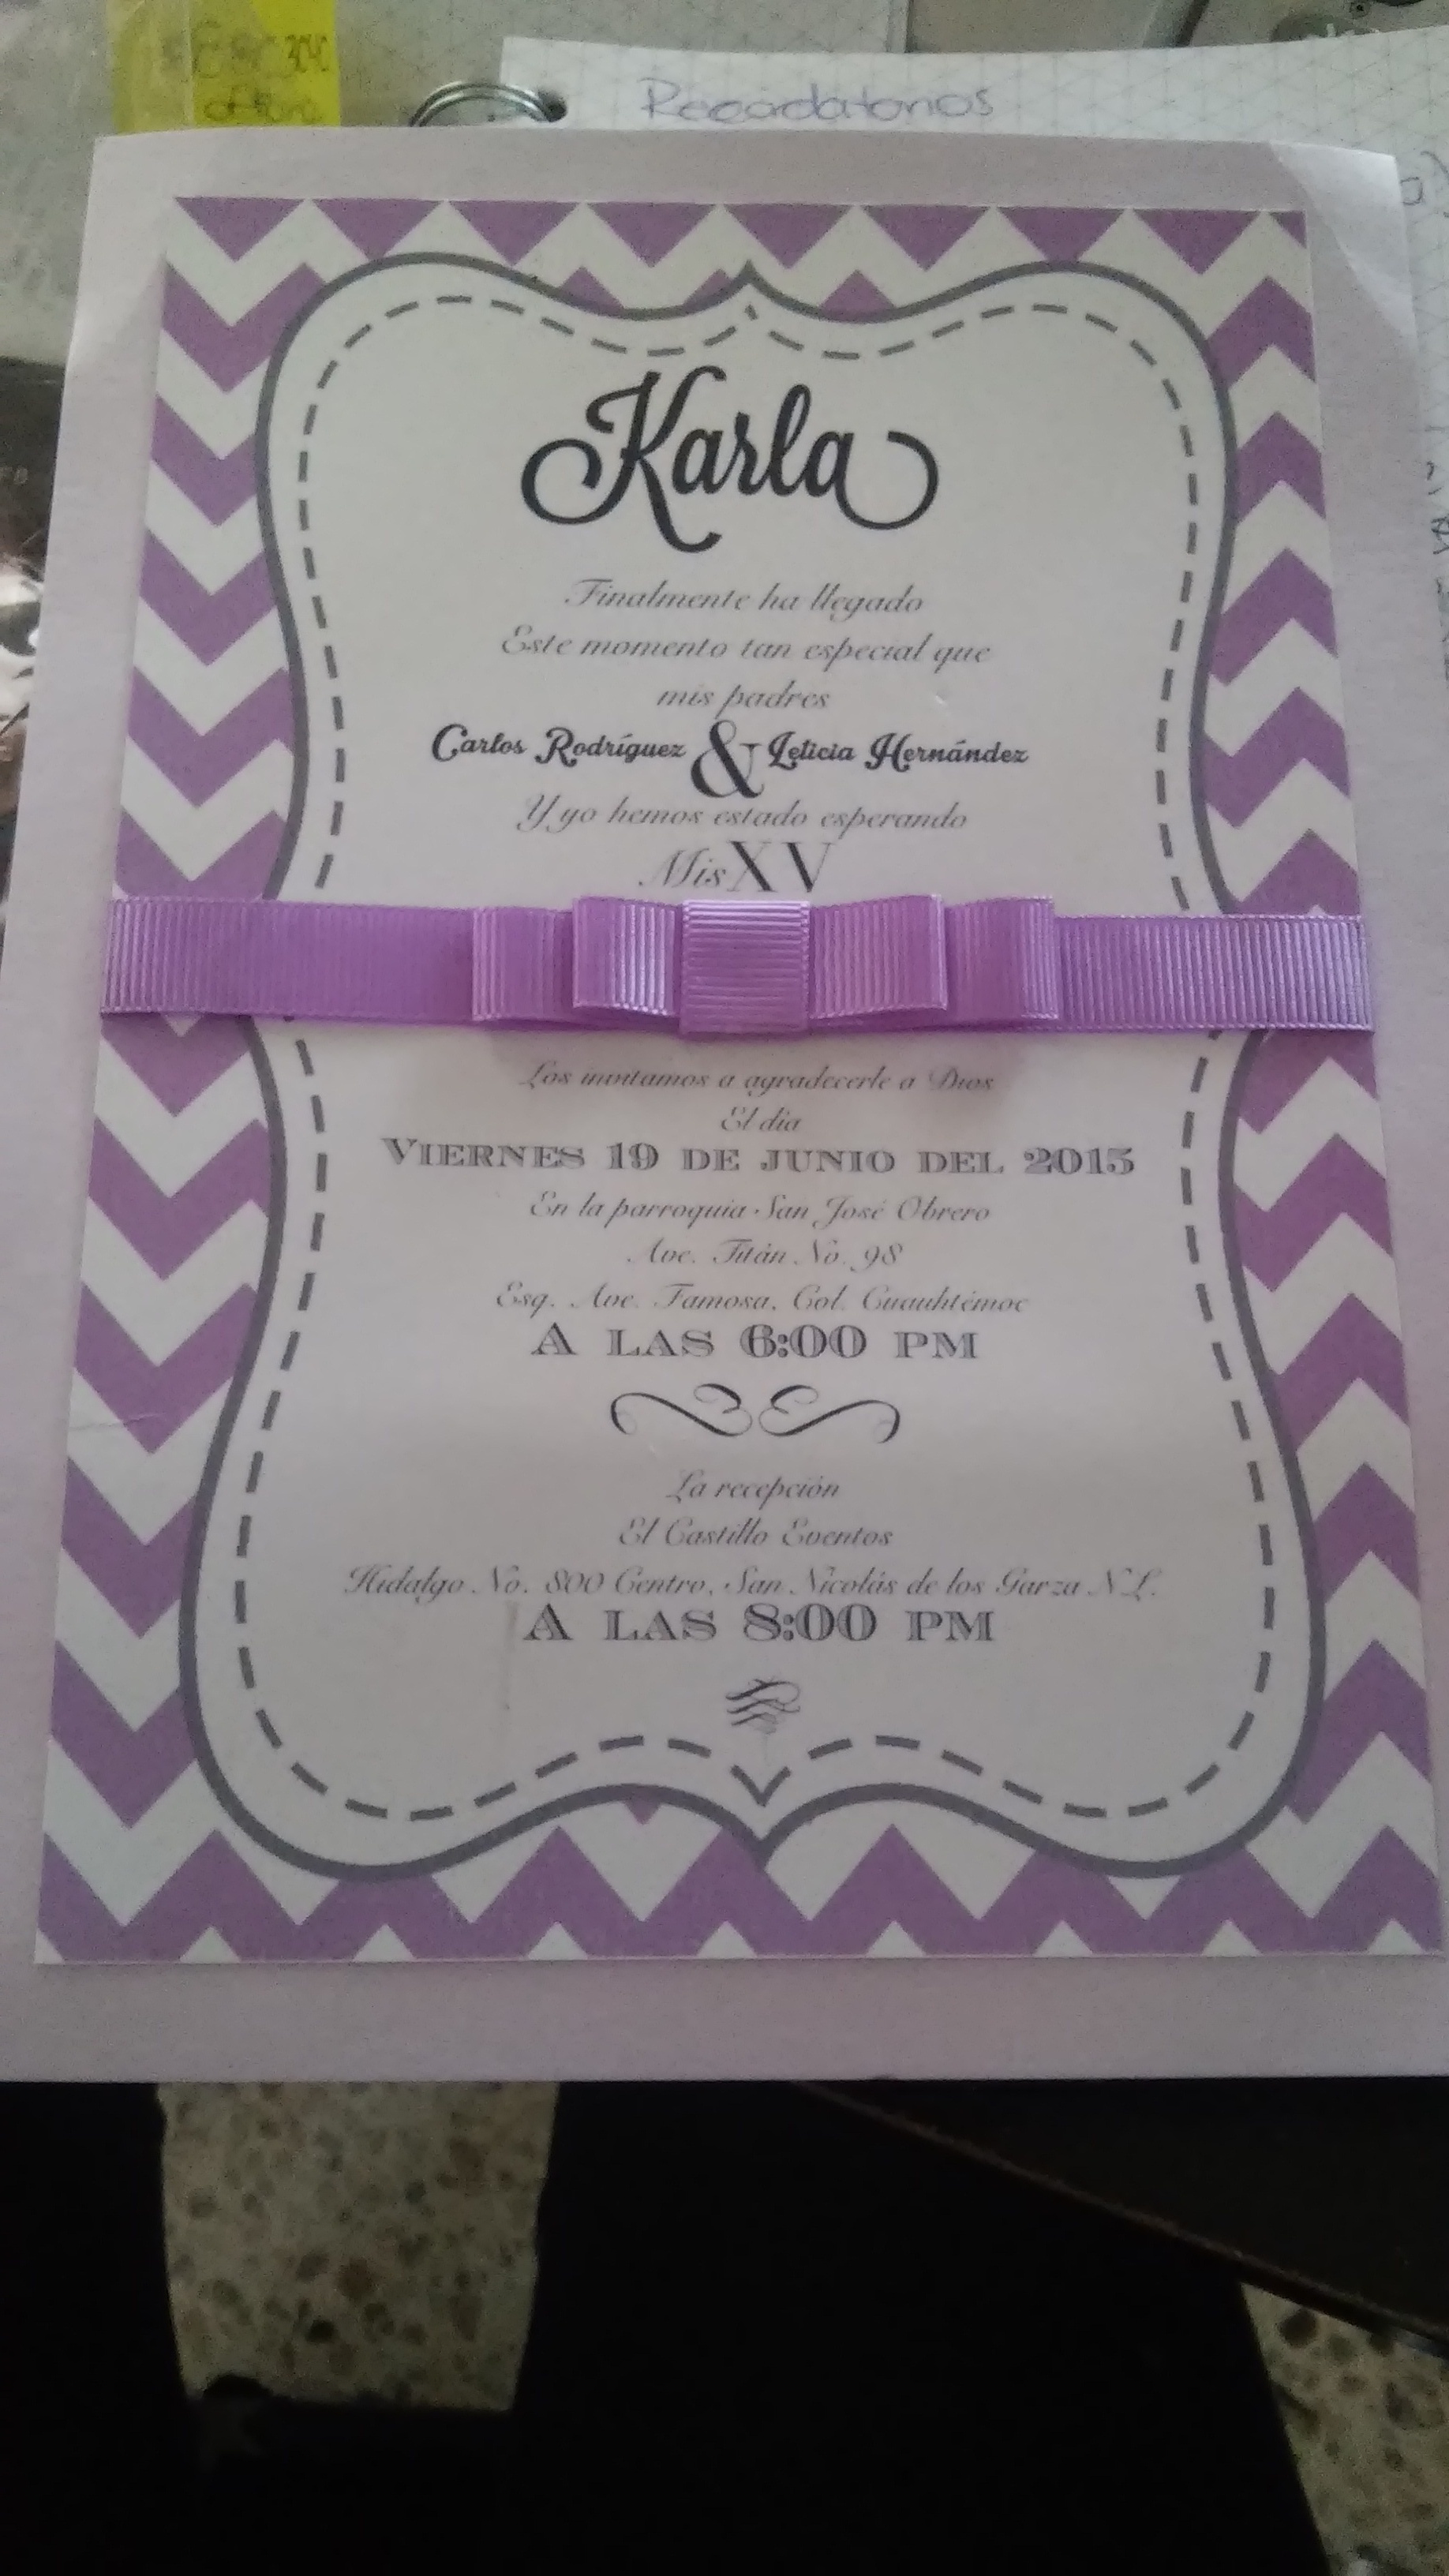 Recordatorios
Karla
Finalmente ha llegado
Este momento tan especial que
mis padres
Carlos Rodríguez & Leticia Hernández
Y yo hemos estado esperando
Mis XV
Los invitamos a agradecerle a Dios
El día
VIERNES 19 DE JUNIO DEL 2015
En la parroquia San José Obrero
Ave. Titán No. 98
Esq. Ave. Famosa, Col. Cuauhtémoc
A LAS 6:00 PM
La recepción
El Castillo Eventos
Hidalgo No. 800 Centro, San Nicolás de los Garza N.L.
A LAS 8:00 PM